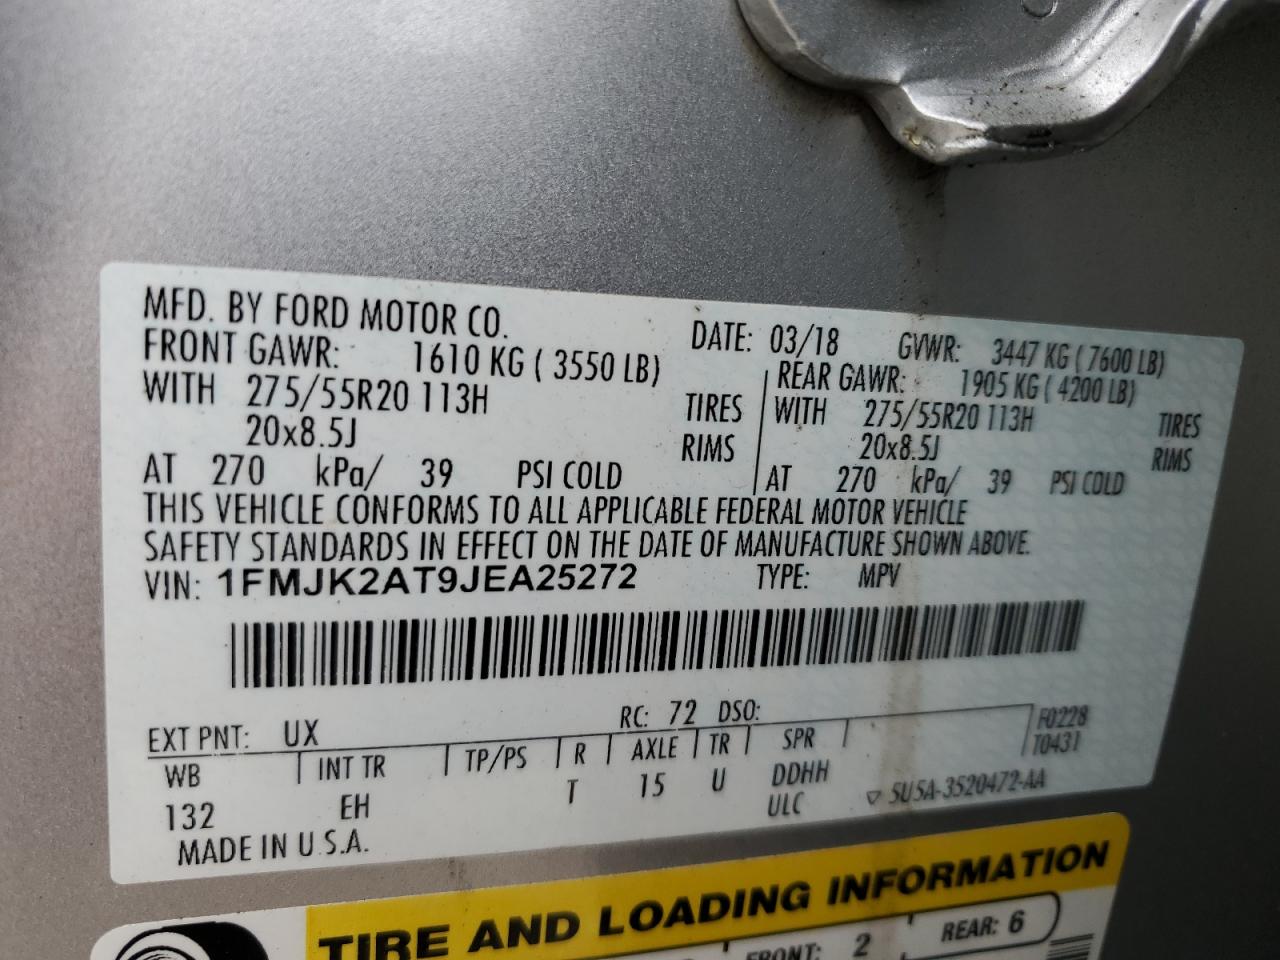 MFD. BY FORD MOTOR CO.
DATE: 03/18 GVWR: 3447 KG ( 7600 LB)
FRONT GAWR: 1610 KG ( 3550 LB) REAR GAWR: 1905 KG ( 4200 LB)
WITH 275/55R20 113H TIRES WITH 275/55R20 113H TIRES
20x8.5J RIMS 20x8.5J RIMS
AT 270 kPa/ 39 PSI COLD AT 270 kPa/ 39 PSI COLD
THIS VEHICLE CONFORMS TO ALL APPLICABLE FEDERAL MOTOR VEHICLE
SAFETY STANDARDS IN EFFECT ON THE DATE OF MANUFACTURE SHOWN ABOVE.
VIN: 1FMJK2AT9JEA25272 TYPE: MPV
EXT PNT: UX RC: 72 DSO: F0228
WB INT TR TP/PS R AXLE TR SPR T0431
132 EH T 15 U DDHH
ULC ▽ 5U5A-3520472-AA
MADE IN U.S.A.
TIRE AND LOADING INFORMATION
FRONT: 2 REAR: 6